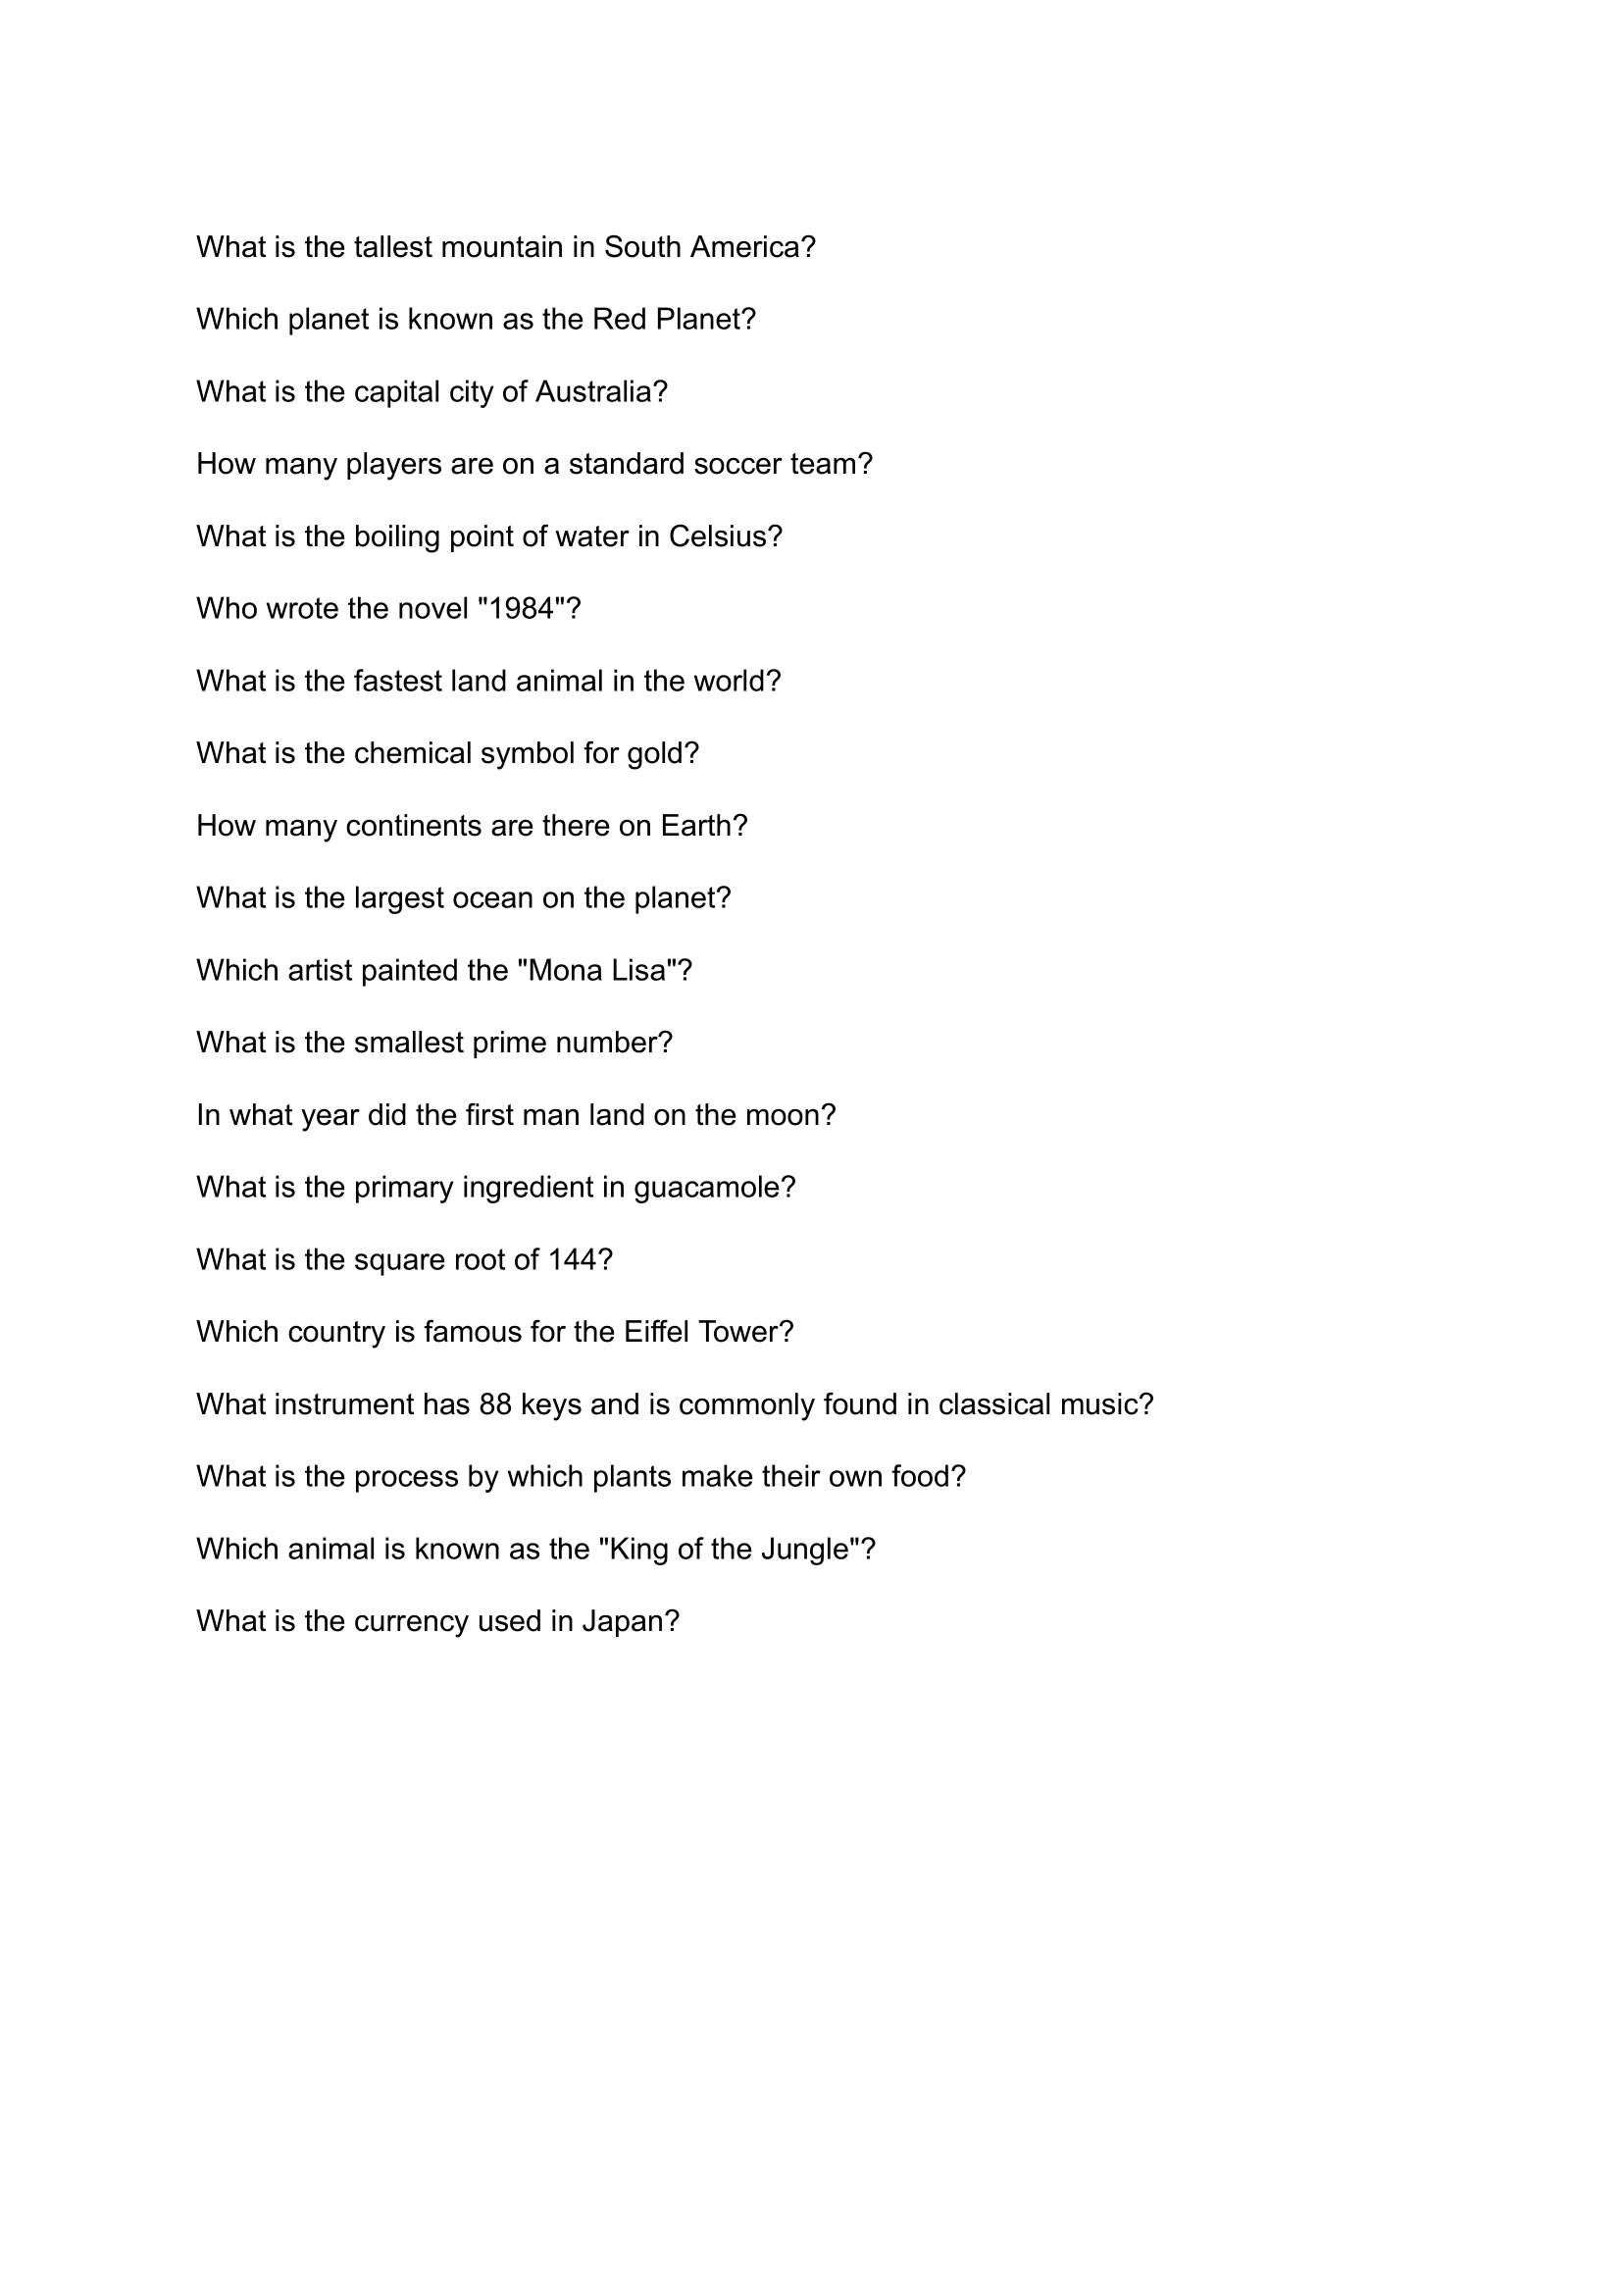 What is the tallest mountain in South America?
Which planet is known as the Red Planet?
What is the capital city of Australia?
How many players are on a standard soccer team?
What is the boiling point of water in Celsius?
Who wrote the novel "1984"?
What is the fastest land animal in the world?
What is the chemical symbol for gold?
How many continents are there on Earth?
What is the largest ocean on the planet?
Which artist painted the "Mona Lisa"?
What is the smallest prime number?
In what year did the first man land on the moon?
What is the primary ingredient in guacamole?
What is the square root of 144?
Which country is famous for the Eiffel Tower?
What instrument has 88 keys and is commonly found in classical music?
What is the process by which plants make their own food?
Which animal is known as the "King of the Jungle"?
What is the currency used in Japan?